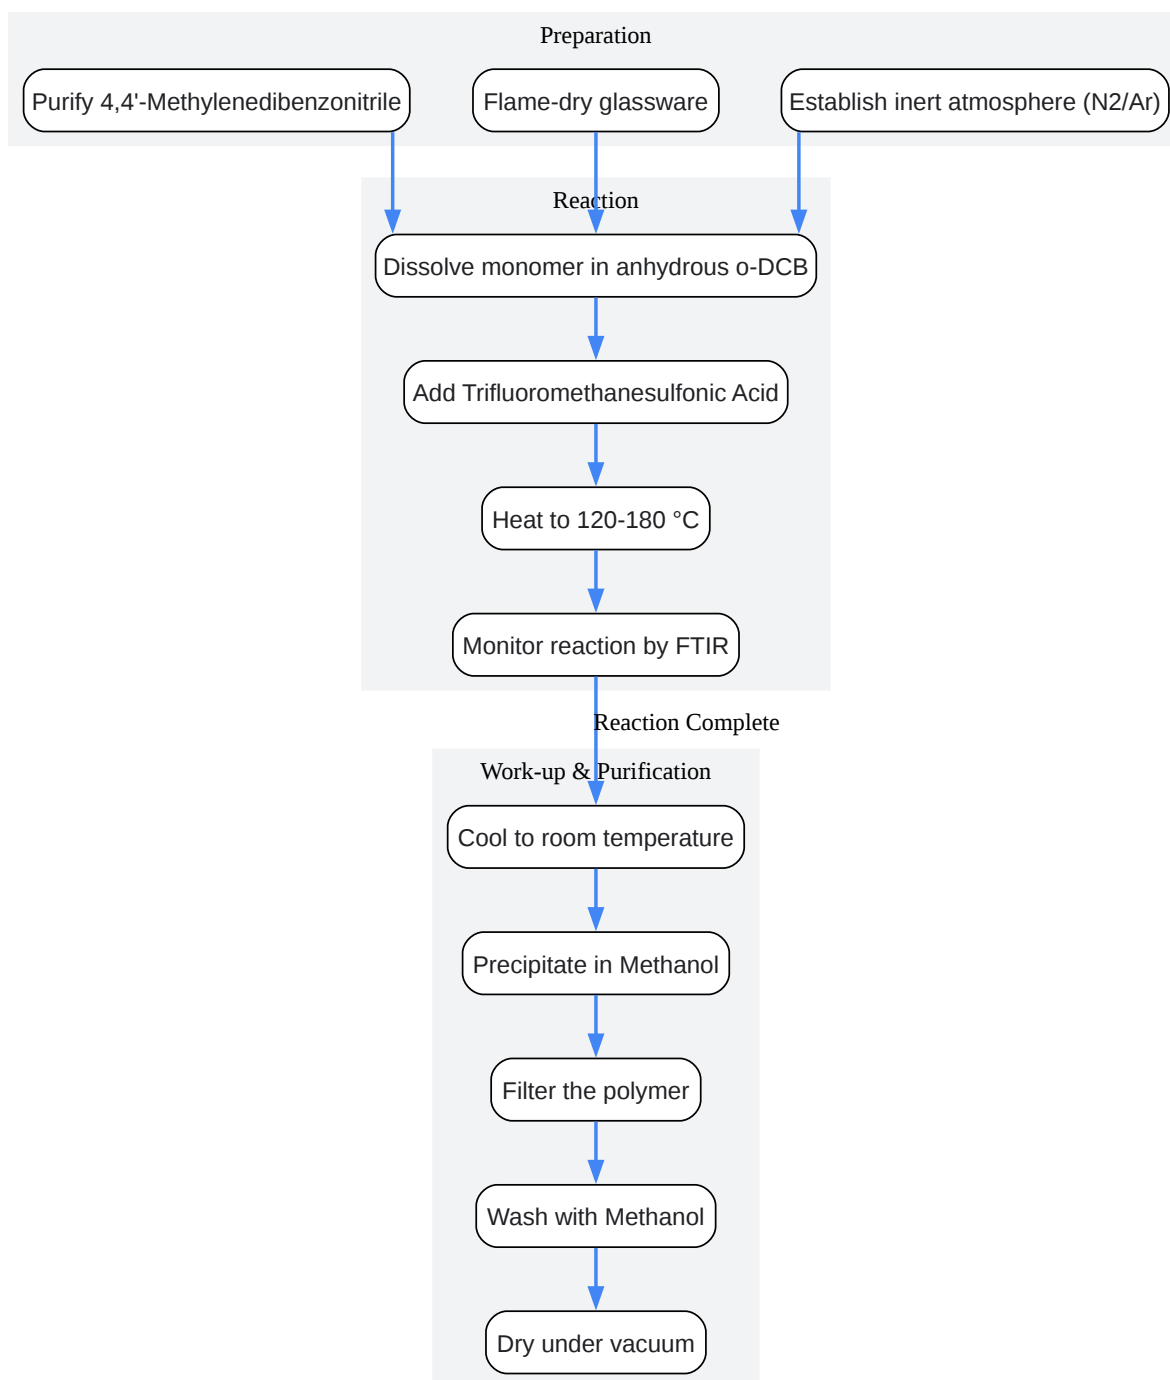 Preparation
Purify 4,4'-Methylenedibenzonitrile
Flame-dry glassware
Establish inert atmosphere (N2/Ar)
Reaction
Dissolve monomer in anhydrous o-DCB
Add Trifluoromethanesulfonic Acid
Heat to 120-180 °C
Monitor reaction by FTIR
Reaction Complete
Work-up & Purification
Cool to room temperature
Precipitate in Methanol
Filter the polymer
Wash with Methanol
Dry under vacuum